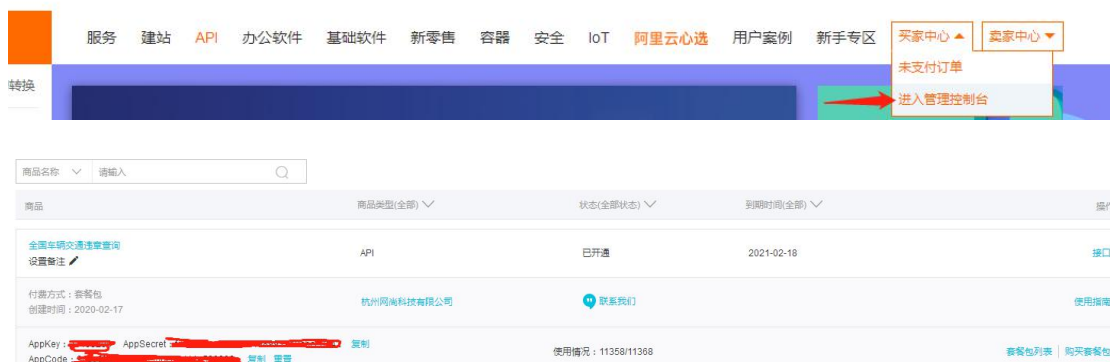 服务 建站 API 办公软件 基础软件 新零售 容器 安全 IoT 阿里云心选 用户案例 新手专区 买家中心 卖家中心
未支付订单
转换
进入管理控制台
商品名称 请输入
商品 商品类型(全部) 状态(全部状态) 到期时间(全部) 操作
全国车辆交通违章查询
设置备注
API 已开通 2021-02-18 接口
付费方式：套餐包
创建时间：2020-02-17
杭州网尚科技有限公司 联系我们 使用指南
AppKey： AppSecret 复制
AppCode： 复制 重置
使用情况：11358/11368 套餐包列表 购买套餐包